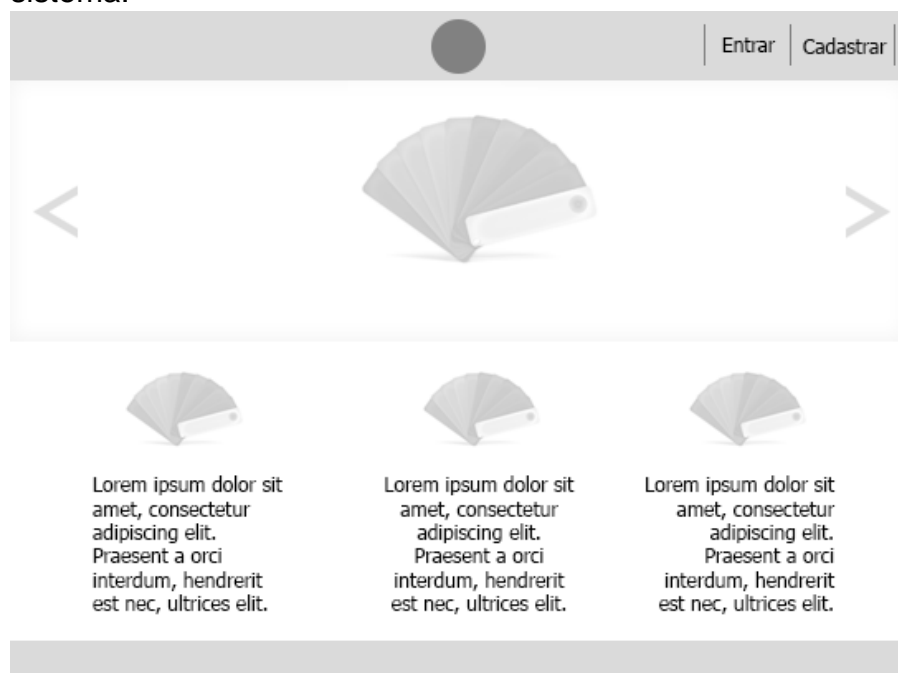 sistema.
Entrar
Cadastrar
Lorem ipsum dolor sit
amet, consectetur
adipiscing elit.
Praesent a orci
interdum, hendrerit
est nec, ultrices elit.
Lorem ipsum dolor sit
amet, consectetur
adipiscing elit.
Praesent a orci
interdum, hendrerit
est nec, ultrices elit.
Lorem ipsum dolor sit
amet, consectetur
adipiscing elit.
Praesent a orci
interdum, hendrerit
est nec, ultrices elit.